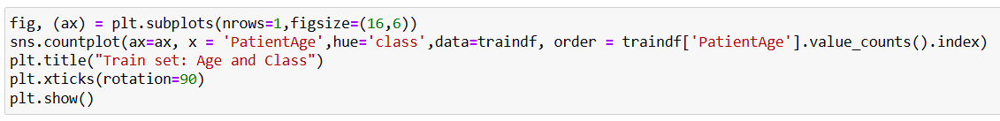 fig, (ax) = plt.subplots(nrows=1,figsize=(16,6))
sns.countplot(ax=ax, x = 'PatientAge',hue='class',data=traindf, order = traindf['PatientAge'].value_counts().index)
plt.title("Train set: Age and Class")
plt.xticks(rotation=90)
plt.show()